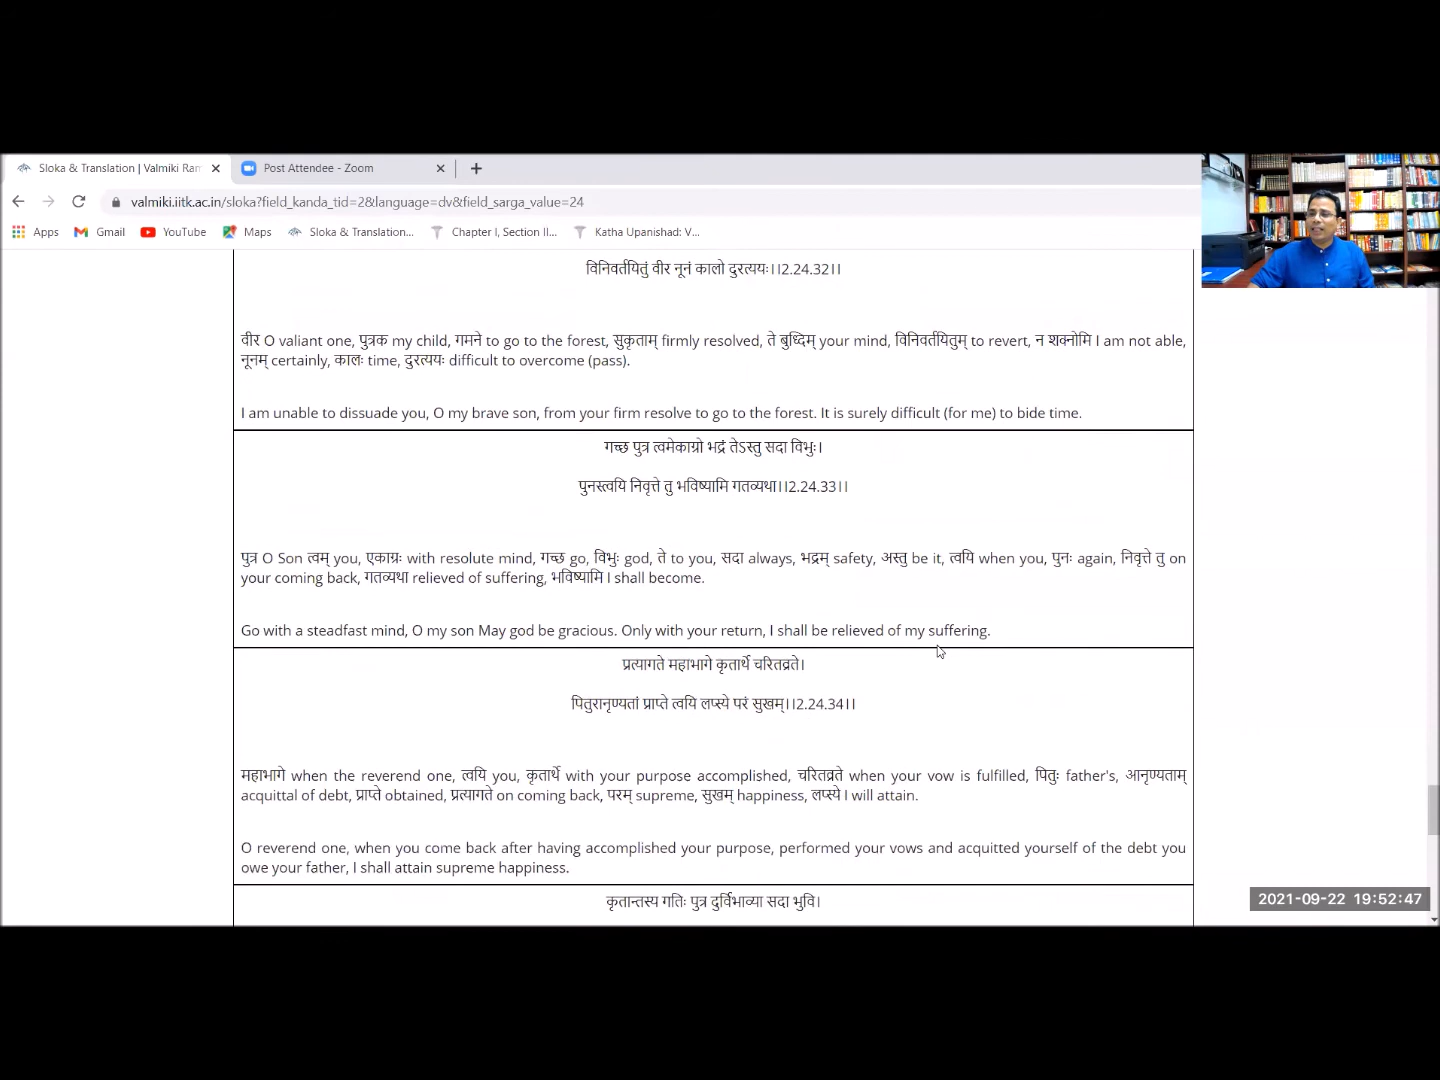 Sloka & Translation | Valmiki Ram
Post Attendee - Zoom
valmiki.iitk.ac.in/sloka?field_kanda_tid=2&language=dv&field_sarga_value=24
Apps Gmail YouTube Maps Sloka & Translation... Chapter I, Section II... Katha Upanishad: V...
विनिवर्तयितुं वीर नूनं कालो दुरत्ययः।।2.24.32।।
वीर O valiant one, पुत्रक my child, गमने to go to the forest, सुकृताम् firmly resolved, ते बुध्दिम् your mind, विनिवर्तयितुम् to revert, न शक्नोमि I am not able,
नूनम् certainly, कालः time, दुरत्ययः difficult to overcome (pass).
I am unable to dissuade you, O my brave son, from your firm resolve to go to the forest. It is surely difficult (for me) to bide time.
गच्छ पुत्र त्वमेकाग्रो भद्रं तेऽस्तु सदा विभुः।
पुनस्त्वयि निवृत्ते तु भविष्यामि गतव्यथा।।2.24.33।।
पुत्र O Son त्वम् you, एकाग्रः with resolute mind, गच्छ go, विभुः god, ते to you, सदा always, भद्रम् safety, अस्तु be it, त्वयि when you, पुनः again, निवृत्ते तु on
your coming back, गतव्यथा relieved of suffering, भविष्यामि I shall become.
Go with a steadfast mind, O my son May god be gracious. Only with your return, I shall be relieved of my suffering.
प्रत्यागते महाभागे कृतार्थे चरितव्रते।
पितुरानृण्यतां प्राप्ते त्वयि लप्स्ये परं सुखम्।।2.24.34।।
महाभागे when the reverend one, त्वयि you, कृतार्थे with your purpose accomplished, चरितव्रते when your vow is fulfilled, पितुः father's, आनृण्यताम्
acquittal of debt, प्राप्ते obtained, प्रत्यागते on coming back, परम् supreme, सुखम् happiness, लप्स्ये I will attain.
O reverend one, when you come back after having accomplished your purpose, performed your vows and acquitted yourself of the debt you
owe your father, I shall attain supreme happiness.
कृतान्तस्य गतिः पुत्र दुर्विभाव्या सदा भुवि।
2021-09-22 19:52:47